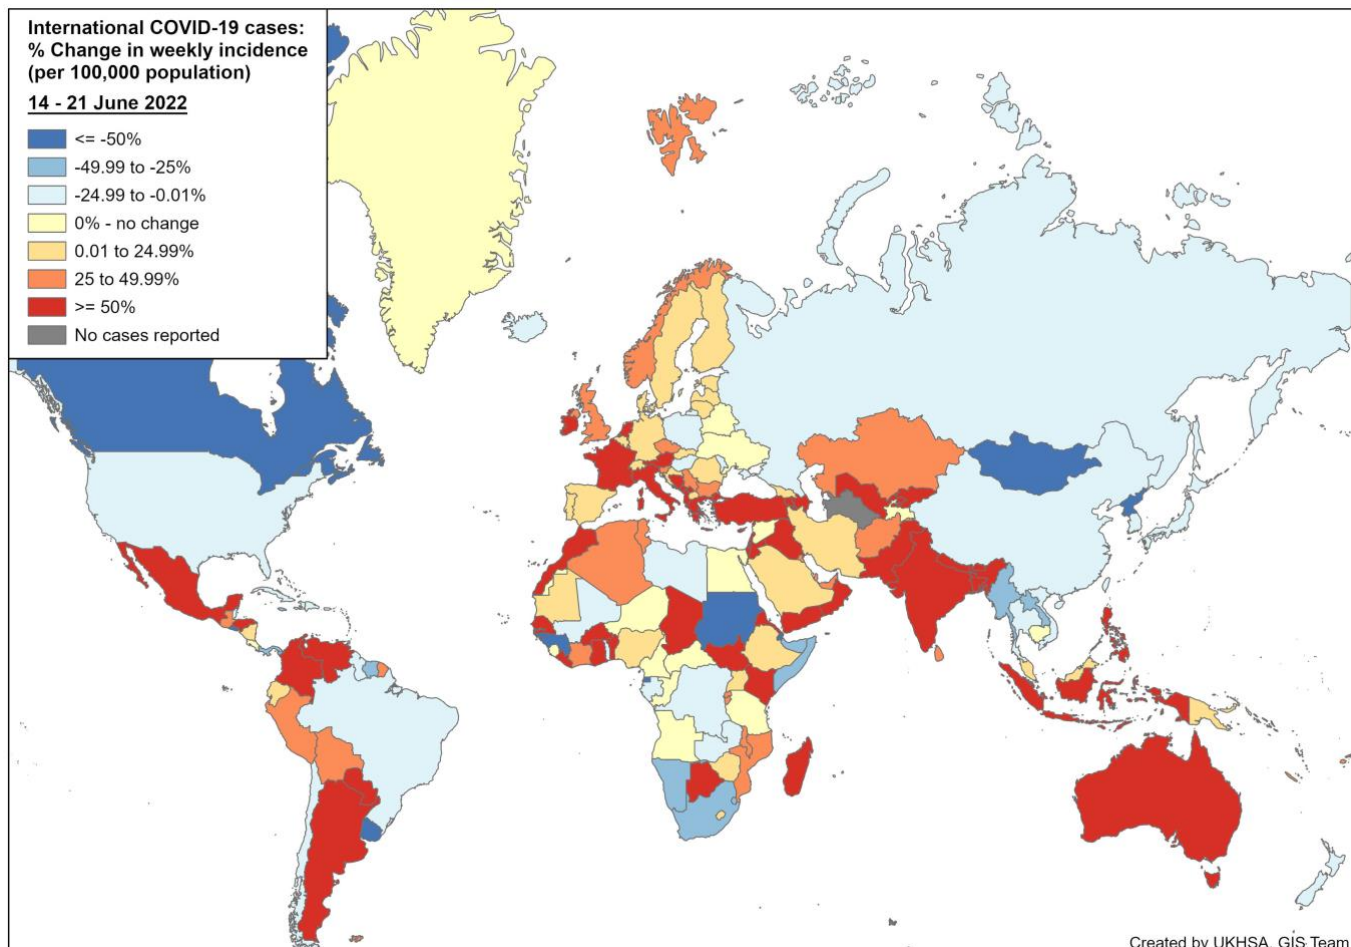 International COVID-19 cases:
% Change in weekly incidence
(per 100,000 population)
14 - 21 June 2022
<= -50%
-49.99 to -25%
-24.99 to -0.01%
0% - no change
0.01 to 24.99%
25 to 49.99%
>= 50%
No cases reported
Created by UKHSA, GIS Team